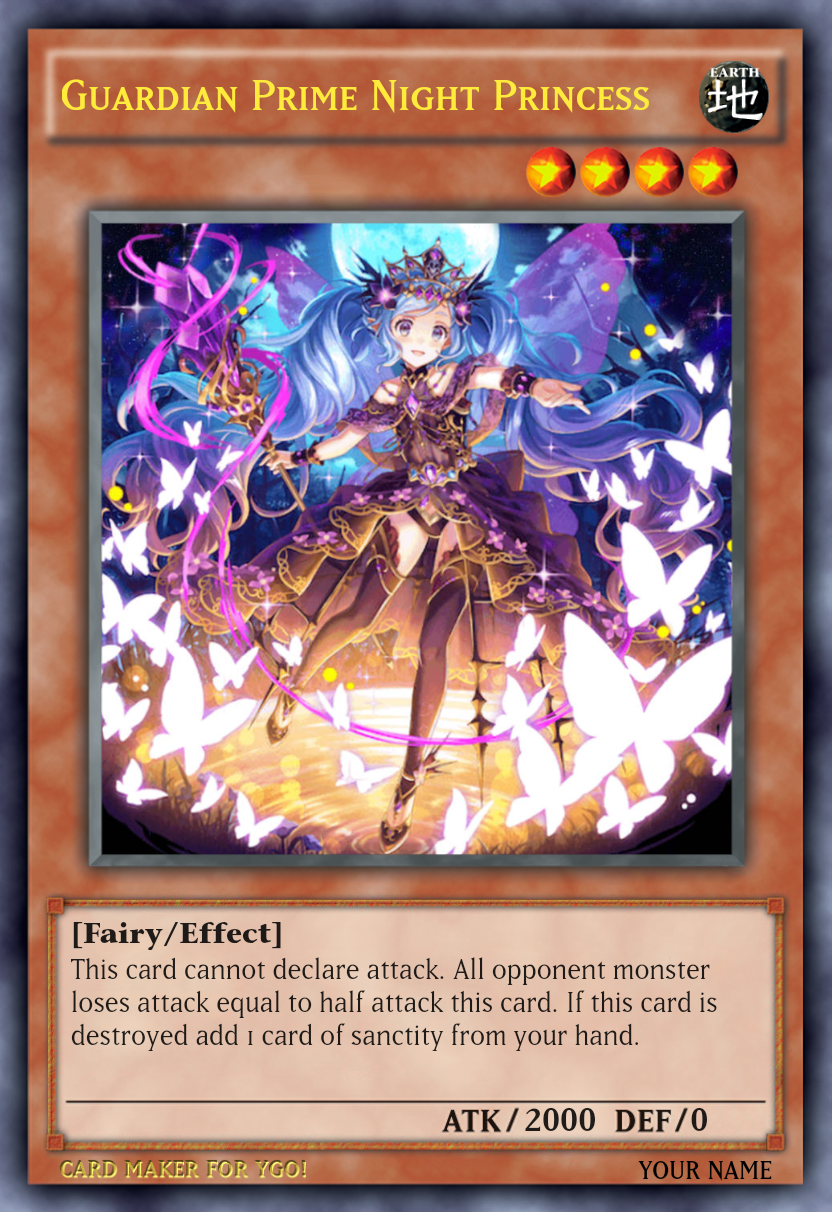 Guardian Prime Night Princess
EARTH
地
[Fairy/Effect]
This card cannot declare attack. All opponent monster
loses attack equal to half attack this card. If this card is
destroyed add 1 card of sanctity from your hand.
ATK/2000 DEF/0
CARD MAKER FOR YGO!
YOUR NAME